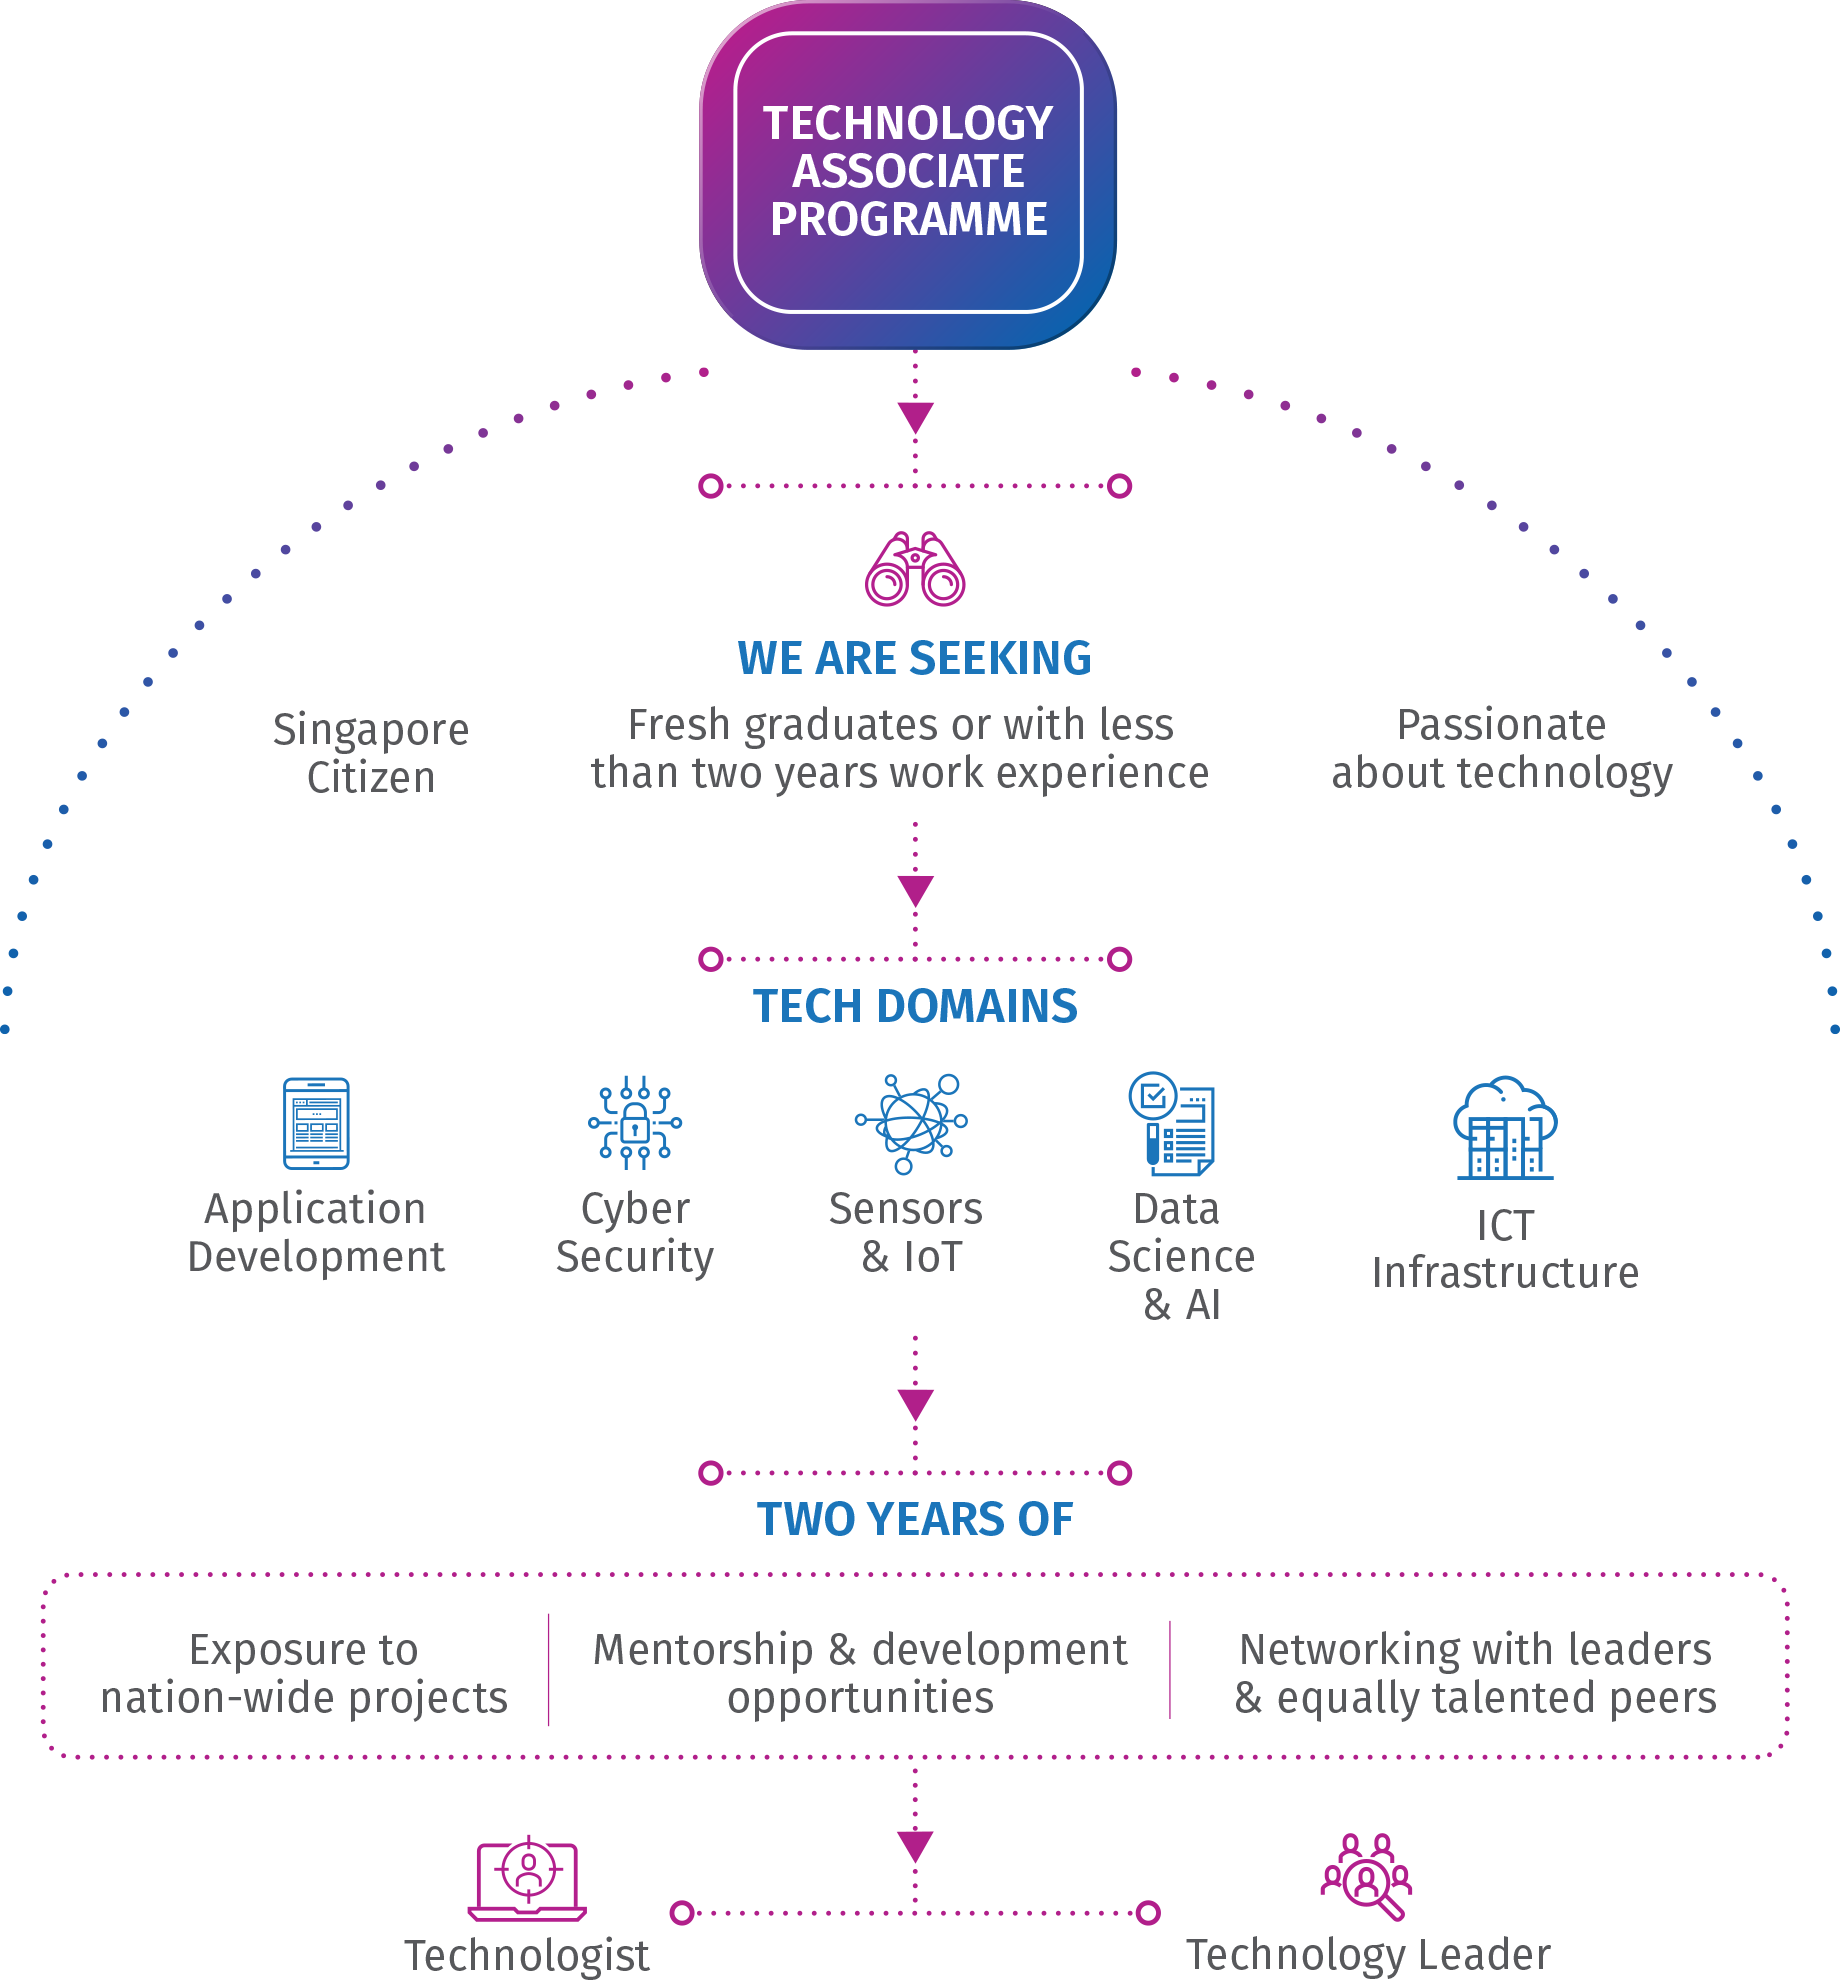 TECHNOLOGY
ASSOCIATE
PROGRAMME
WE ARE SEEKING
Singapore
Citizen
Fresh graduates or with less
than two years work experience
Passionate
about technology
TECH DOMAINS
Application
Development
Cyber
Security
Sensors
& IoT
Data
Science
& AI
ICT
Infrastructure
TWO YEARS OF
Exposure to
nation-wide projects
Mentorship & development
opportunities
Networking with leaders
& equally talented peers
Technologist
Technology Leader